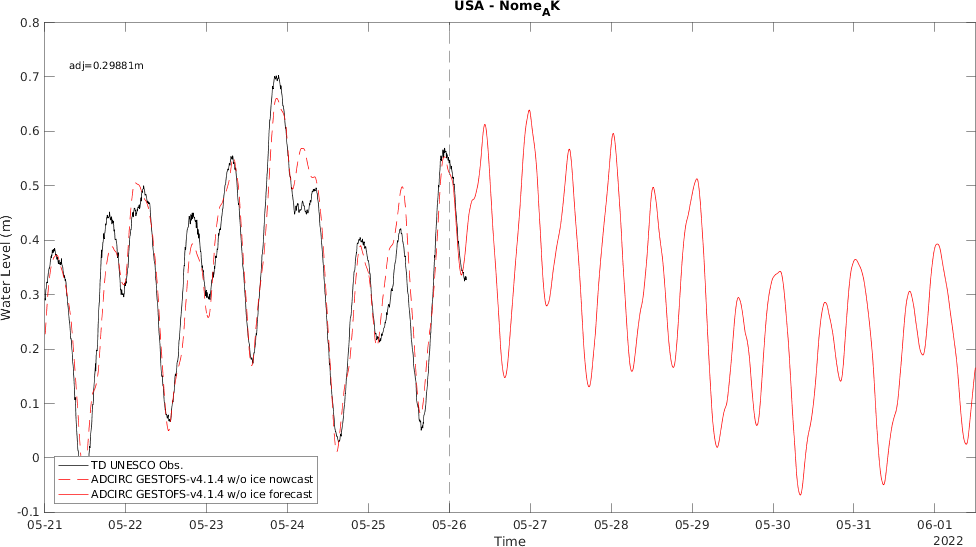 USA - Nome_AK
0.8
0.7
0.6
0.5
0.4
0.3
0.2
0.1
0
-0.1
adj=0.29881m
Water Level (m)
TD UNESCO Obs.
ADCIRC GESTOFS-v4.1.4 w/o ice nowcast
ADCIRC GESTOFS-v4.1.4 w/o ice forecast
05-21 05-22 05-23 05-24 05-25 05-26 05-27 05-28 05-29 05-30 05-31 06-01
Time
2022